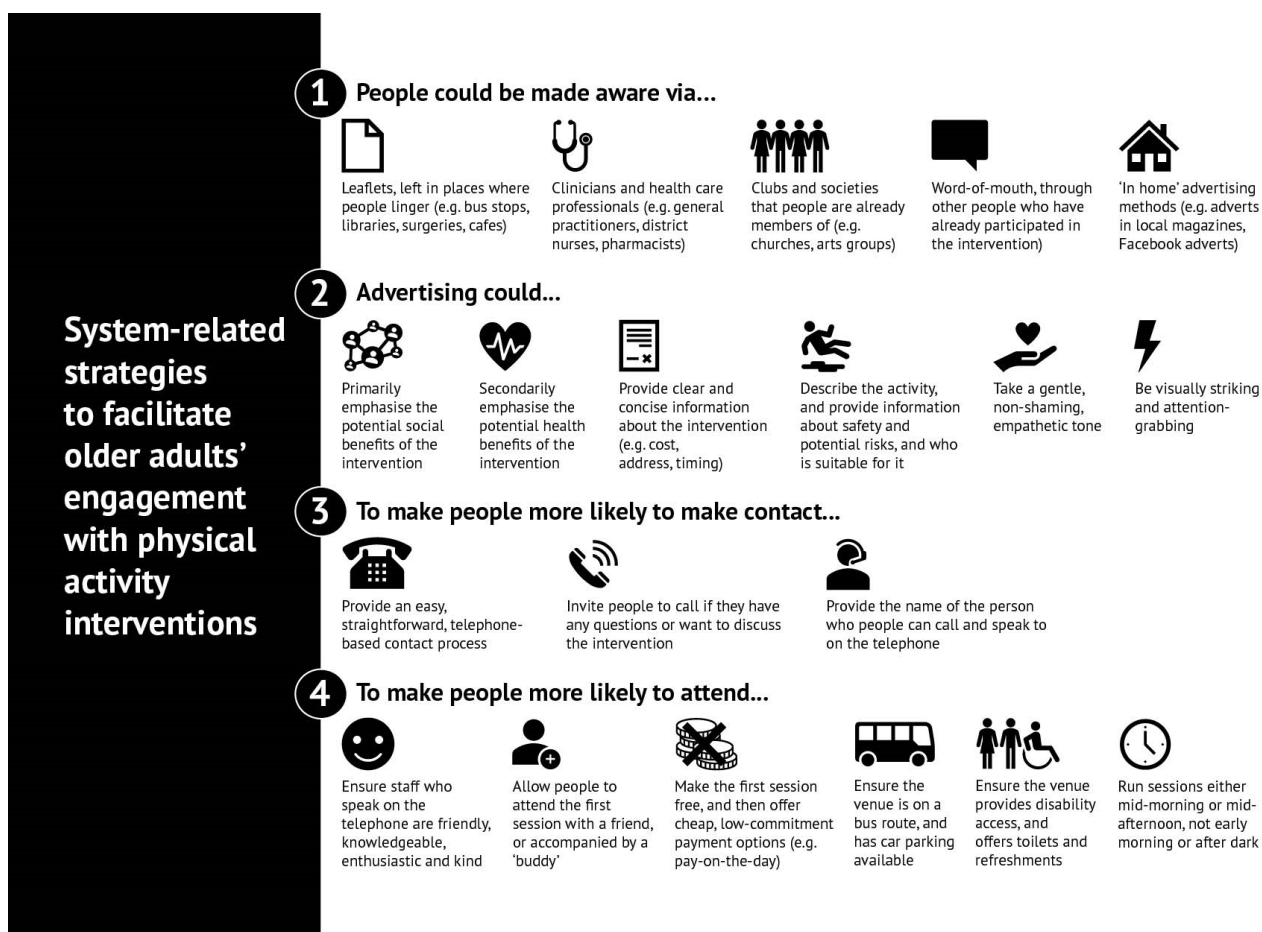 System-related
strategies
to facilitate
older adults’
engagement
with physical
activity
interventions
1 People could be made aware via...
Leaflets, left in places where
people linger (e.g. bus stops,
libraries, surgeries, cafes)
Clinicians and health care
professionals (e.g. general
practitioners, district
nurses, pharmacists)
Clubs and societies
that people are already
members of (e.g.
churches, arts groups)
Word-of-mouth, through
other people who have
already participated in
the intervention)
‘In home’ advertising
methods (e.g. adverts
in local magazines,
Facebook adverts)
2 Advertising could...
Primarily
emphasise the
potential social
benefits of the
intervention
Secondarily
emphasise the
potential health
benefits of the
intervention
Provide clear and
concise information
about the intervention
(e.g. cost,
address, timing)
Describe the activity,
and provide information
about safety and
potential risks, and who
is suitable for it
Take a gentle,
non-shaming,
empathetic tone
Be visually striking
and attention-
grabbing
3 To make people more likely to make contact...
Provide an easy,
straightforward, telephone-
based contact process
Invite people to call if they have
any questions or want to discuss
the intervention
Provide the name of the person
who people can call and speak to
on the telephone
4 To make people more likely to attend...
Ensure staff who
speak on the
telephone are friendly,
knowledgeable,
enthusiastic and kind
Allow people to
attend the first
session with a friend,
or accompanied by a
‘buddy’
Make the first session
free, and then offer
cheap, low-commitment
payment options (e.g.
pay-on-the-day)
Ensure the
venue is on a
bus route, and
has car parking
available
Ensure the venue
provides disability
access, and
offers toilets and
refreshments
Run sessions either
mid-morning or mid-
afternoon, not early
morning or after dark